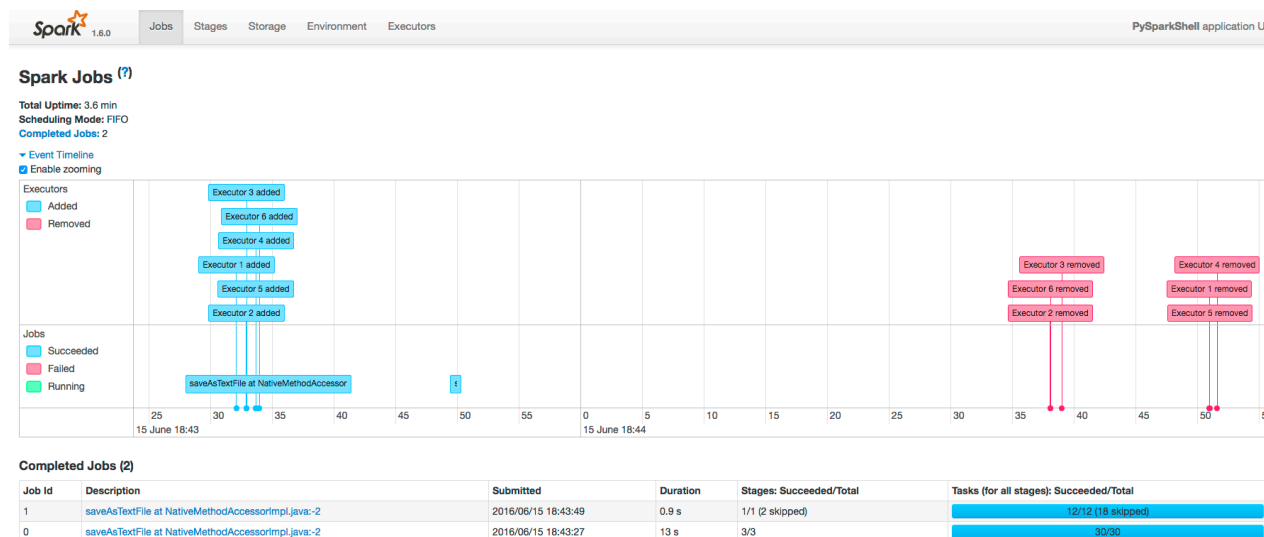 Spark 1.6.0 Jobs Stages Storage Environment Executors PySparkShell application U
Spark Jobs (?)
Total Uptime: 3.6 min
Scheduling Mode: FIFO
Completed Jobs: 2
Event Timeline
Enable zooming
Executors
Added
Removed
Executor 3 added
Executor 6 added
Executor 4 added
Executor 1 added
Executor 5 added
Executor 2 added
Executor 3 removed
Executor 6 removed
Executor 2 removed
Executor 4 removed
Executor 1 removed
Executor 5 removed
Jobs
Succeeded
Failed
Running
saveAsTextFile at NativeMethodAccessor
25 30 35 40 45 50 55 0 5 10 15 20 25 30 35 40 45 50
15 June 18:43 15 June 18:44
Completed Jobs (2)
Job Id Description Submitted Duration Stages: Succeeded/Total Tasks (for all stages): Succeeded/Total
1 saveAsTextFile at NativeMethodAccessorImpl.java:-2 2016/06/15 18:43:49 0.9 s 1/1 (2 skipped) 12/12 (18 skipped)
0 saveAsTextFile at NativeMethodAccessorImpl.java:-2 2016/06/15 18:43:27 13 s 3/3 30/30